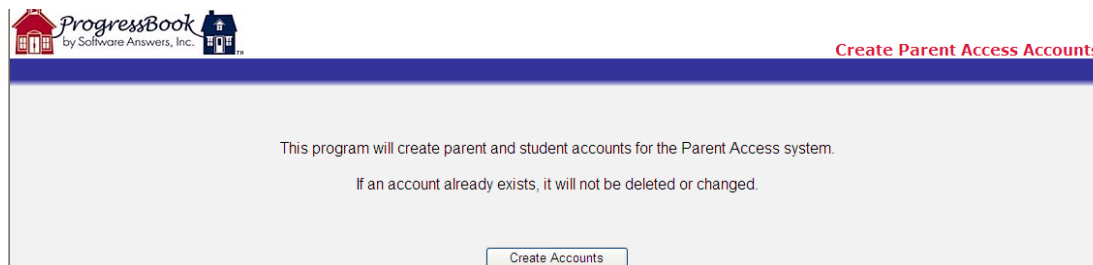 ProgressBook
by Software Answers, Inc.
TM
Create Parent Access Accounts
This program will create parent and student accounts for the Parent Access system.
If an account already exists, it will not be deleted or changed.
Create Accounts